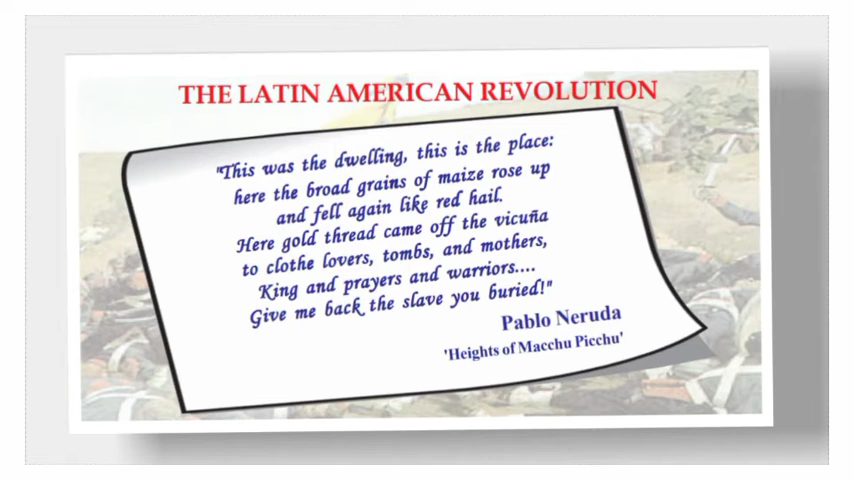 THE LATIN AMERICAN REVOLUTION
"This was the dwelling, this is the place:
here the broad grains of maize rose up
and fell again like red hail.
Here gold thread came off the vicuña
to clothe lovers, tombs, and mothers,
King and prayers and warriors....
Give me back the slave you buried!"
Pablo Neruda
'Heights of Macchu Picchu'